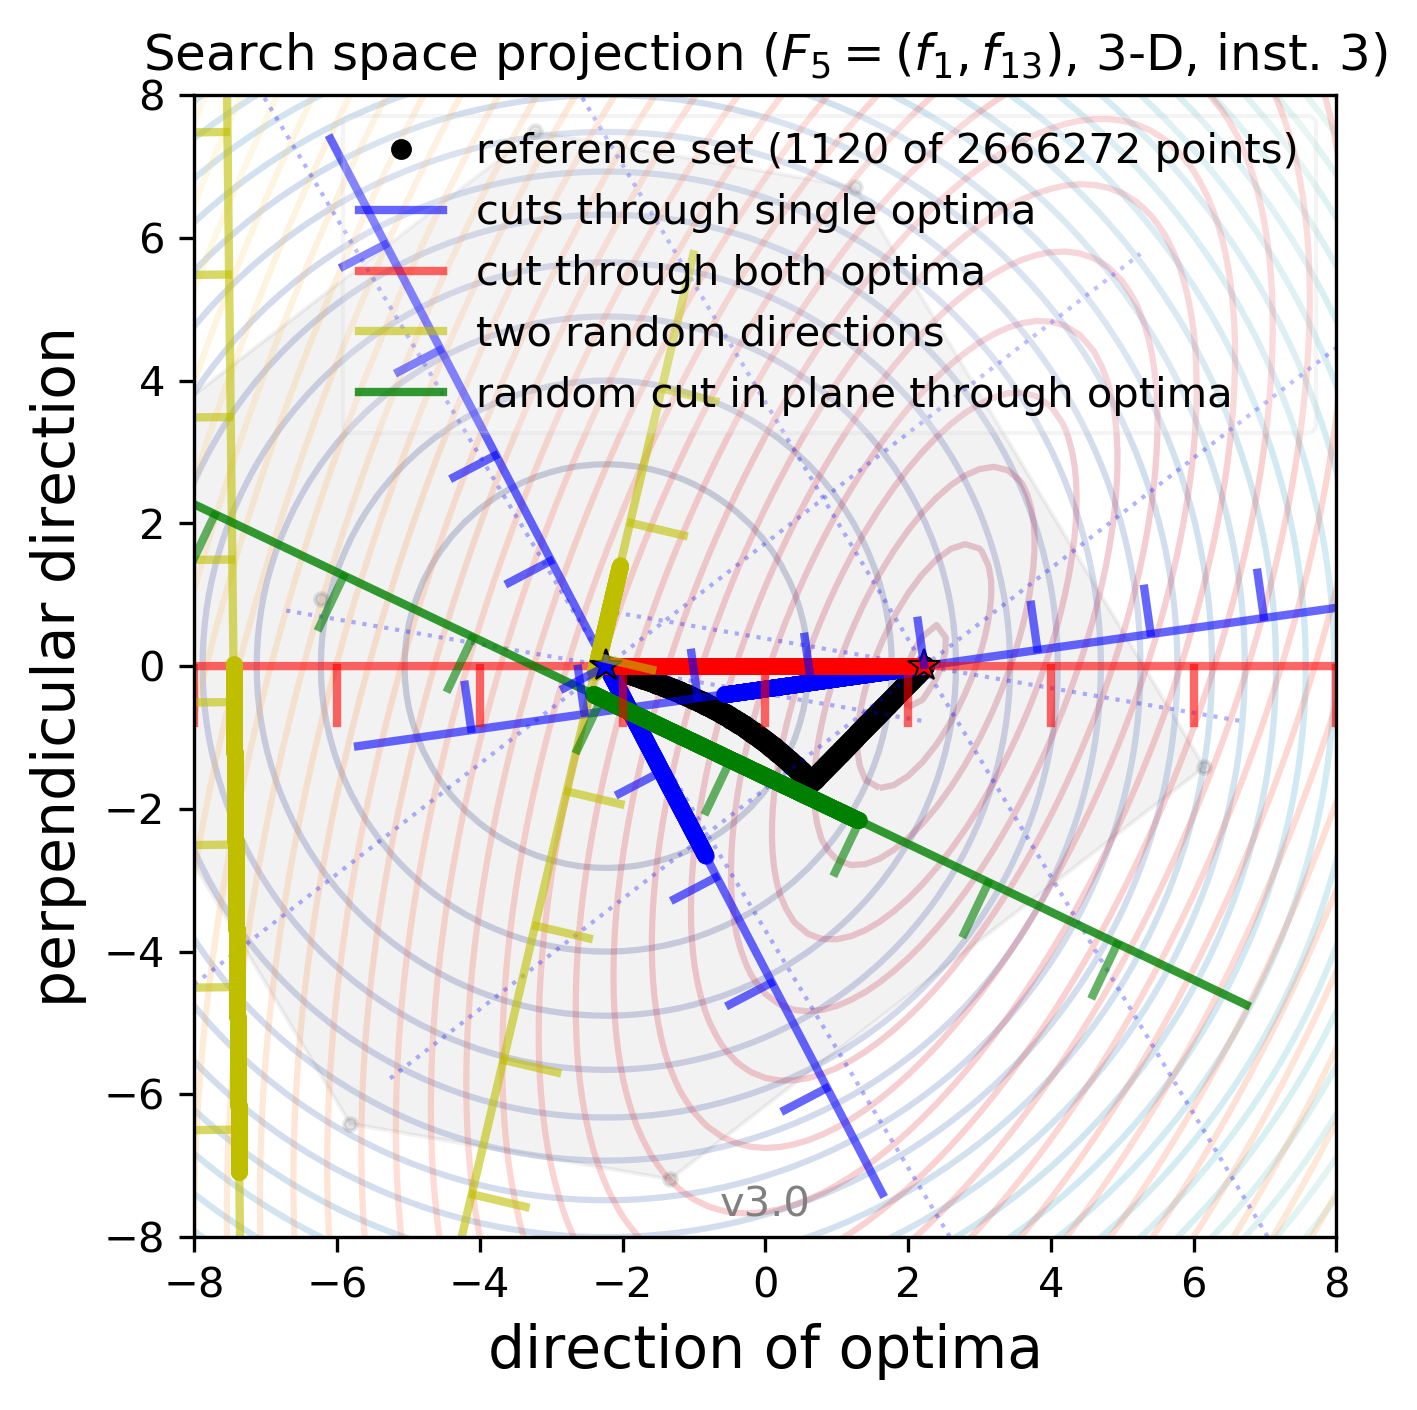 Search space projection (F₅ = (f₁, f₁₃), 3-D, inst. 3)
reference set (1120 of 2666272 points)
cuts through single optima
cut through both optima
two random directions
random cut in plane through optima
8
6
4
2
0
−2
−4
−6
−8
perpendicular direction
v3.0
−8 −6 −4 −2 0 2 4 6 8
direction of optima